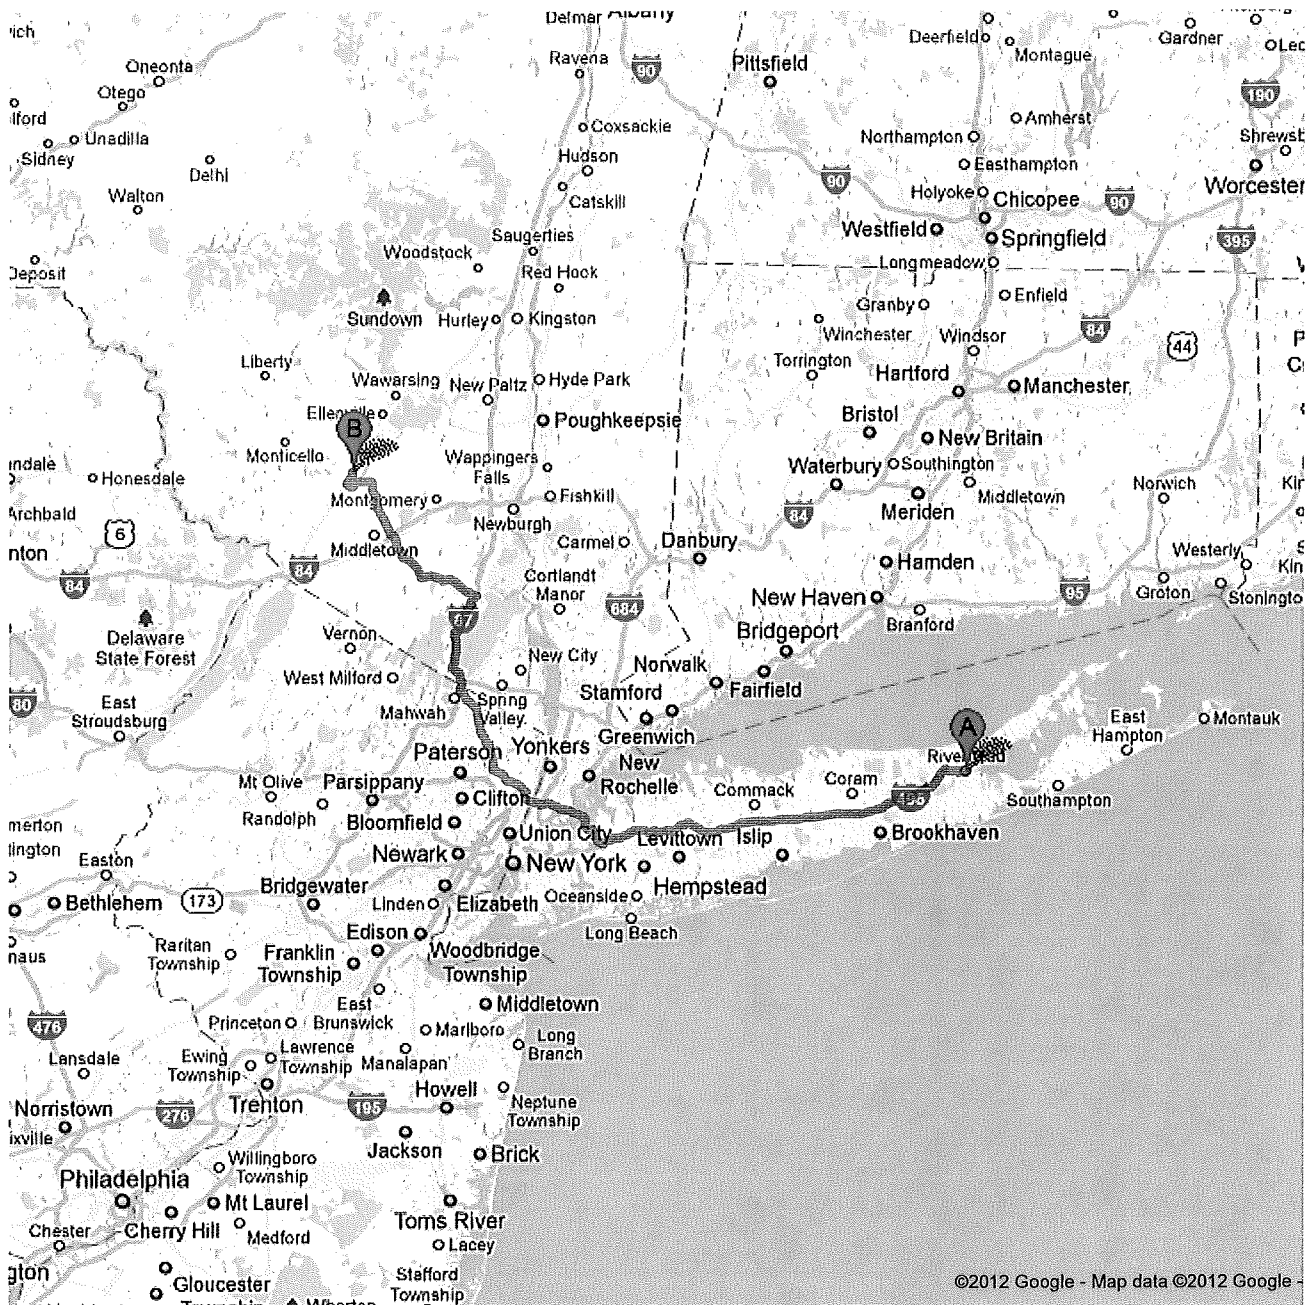 Delmar
Albany
Ravena
90
Pittsfield
Deerfield
Montague
Gardner
190
Oneonta
Otego
Unadilla
Sidney
Delhi
Walton
Coxsackie
Hudson
Catskill
Saugerties
Woodstock
Red Hook
Sundown
Hurley
Kingston
Northampton
Amherst
Easthampton
Holyoke
Chicopee
90
90
Worcester
Westfield
Springfield
Longmeadow
395
Deposit
Granby
Enfield
Winchester
Windsor
84
44
Torrington
Hartford
Manchester
Liberty
Wawarsing
New Paltz
Hyde Park
Ellenville
B
Poughkeepsie
Bristol
New Britain
Monticello
Wappingers
Falls
Waterbury
Southington
Honesdale
Montgomery
Fishkill
Newburgh
84
Meriden
Middletown
Norwich
Archbald
6
Middletown
Carmel
Danbury
Hamden
Westerly
84
84
Cortlandt
Manor
684
New Haven
95
Groton
Branford
Delaware
State Forest
87
Vernon
New City
Bridgeport
Norwalk
West Milford
Stamford
Fairfield
80
East
Stroudsburg
Mahwah
Spring
Valley
Greenwich
A
East
Hampton
Montauk
Paterson
Yonkers
New
Rochelle
Riverhead
Mt Olive
Parsippany
Clifton
Commack
Coram
495
Southampton
Randolph
Bloomfield
Union City
Levittown
Islip
Brookhaven
Easton
Newark
New York
Hempstead
Bethlehem
173
Bridgewater
Linden
Elizabeth
Oceanside
Edison
Long Beach
Raritan
Township
Franklin
Township
Woodbridge
Township
East
Brunswick
Middletown
476
Princeton
Marlboro
Long
Branch
Lansdale
Ewing
Township
Lawrence
Township
Manalapan
Trenton
Howell
Neptune
Township
Norristown
276
195
Jackson
Brick
Willingboro
Township
Philadelphia
Mt Laurel
Toms River
Chester
Cherry Hill
Medford
Lacey
Gloucester
Stafford
Township
Wharton
©2012 Google - Map data ©2012 Google -